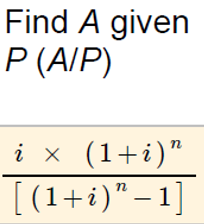 Find A given
P (A/P)
i × (1+i)ⁿ
[(1+i)ⁿ−1]